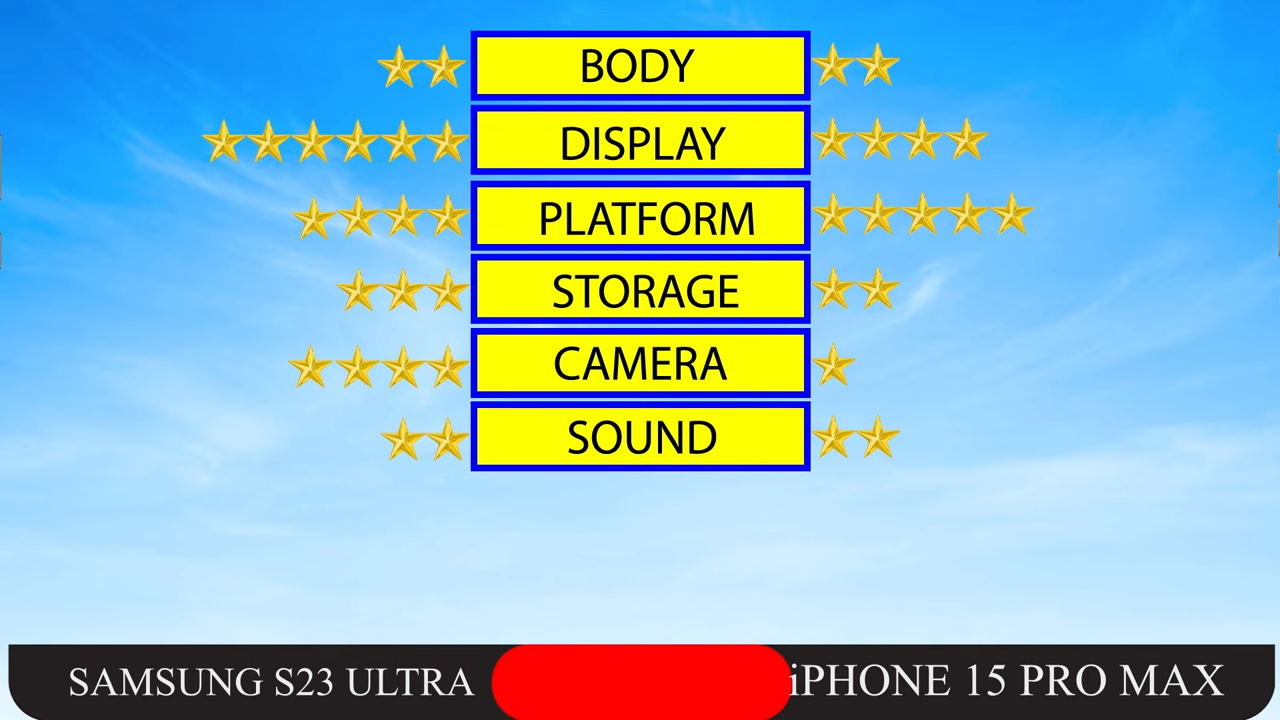 BODY
DISPLAY
PLATFORM
STORAGE
CAMERA
SOUND
SAMSUNG S23 ULTRA
iPHONE 15 PRO MAX